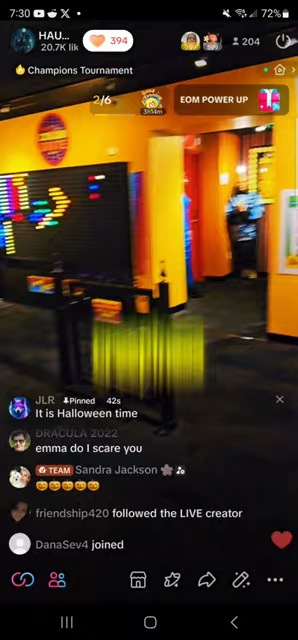 7:30
72%
HAU...
20.7K lik
394
204
Champions Tournament
2/6
3h14m
EOM POWER UP
JLR Pinned 42s
It is Halloween time
DRACULA 2022
emma do I scare you
TEAM Sandra Jackson
friendship420 followed the LIVE creator
DanaSev4 joined